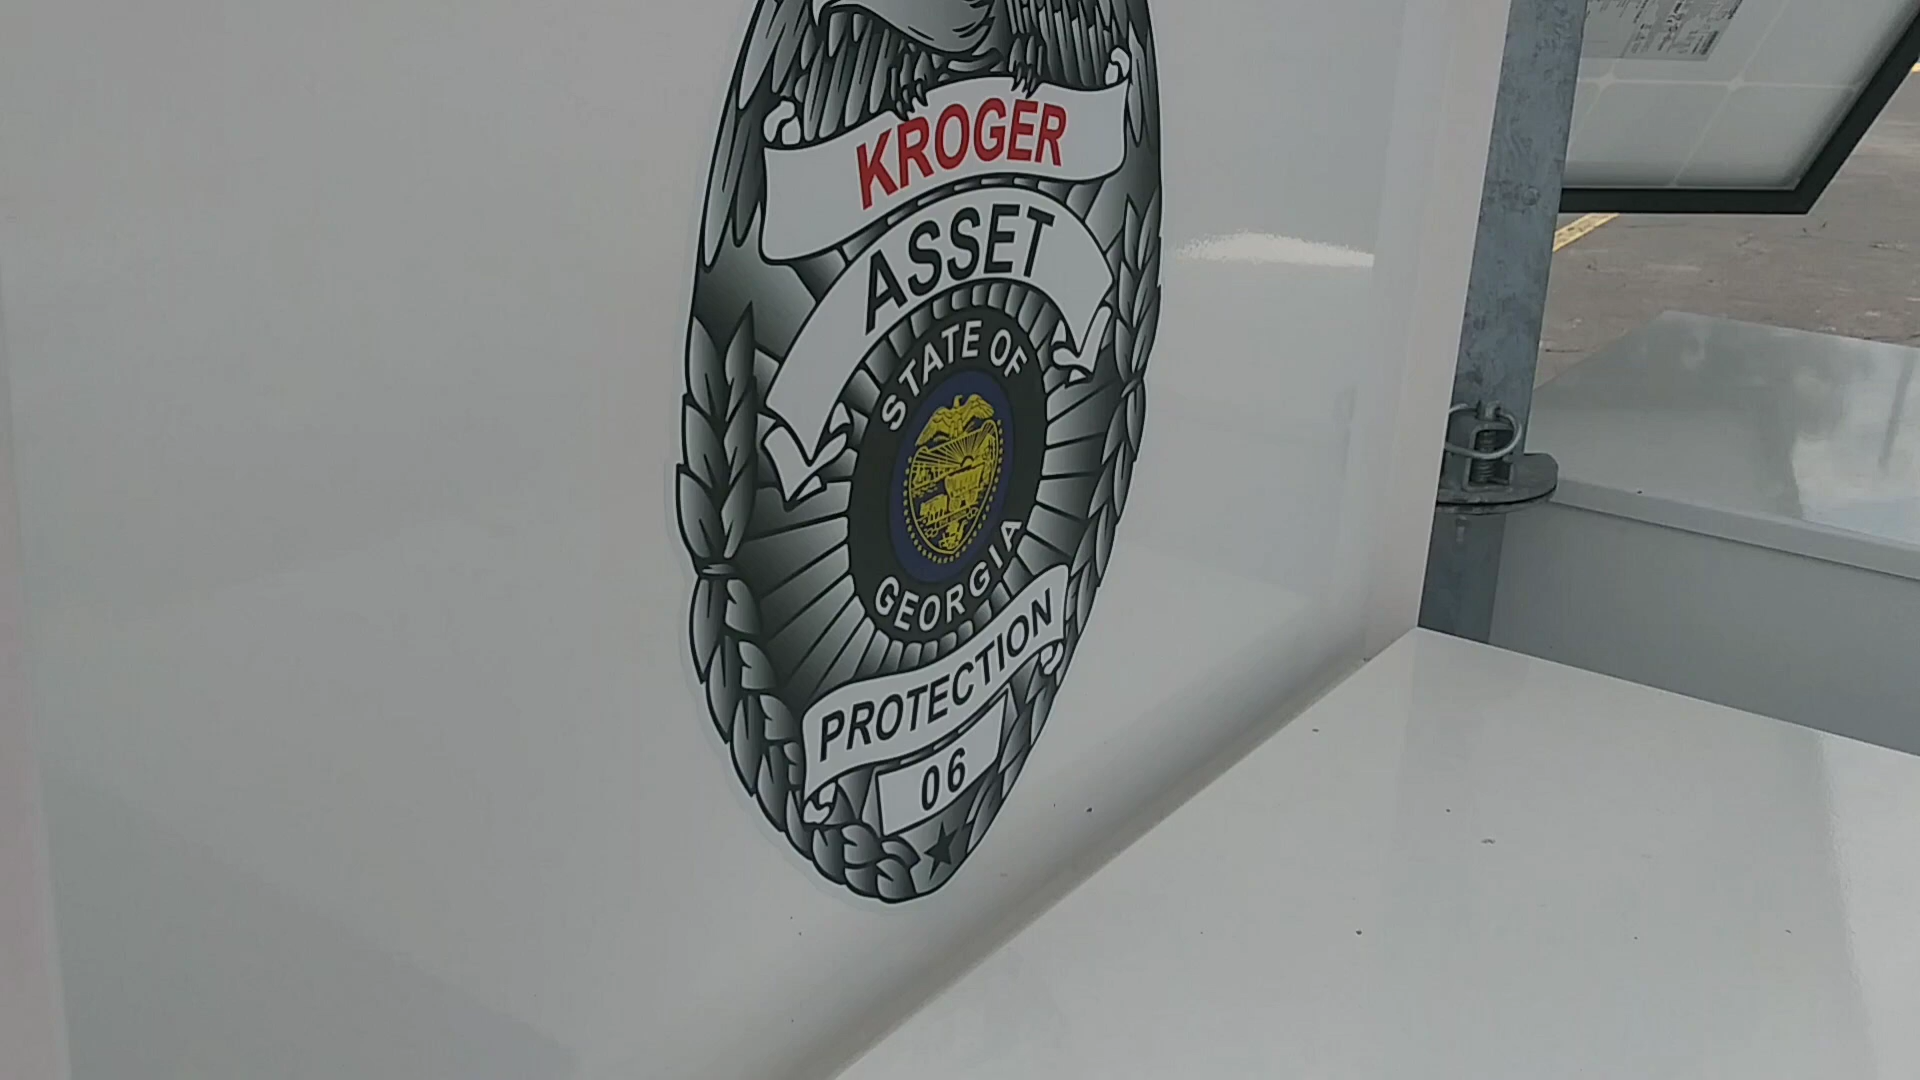 KROGER
ASSET
STATE OF
GEORGIA
PROTECTION
06